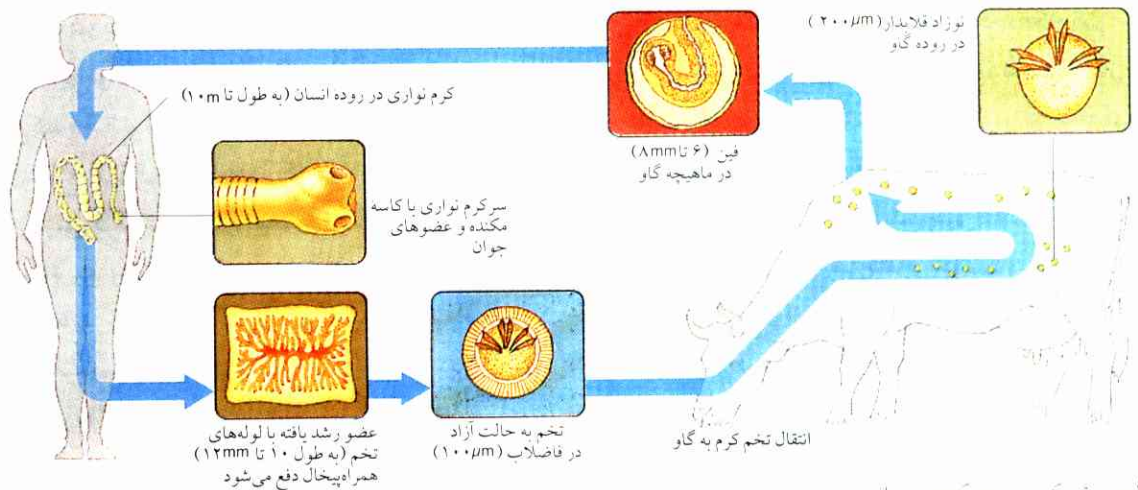 نوزاد قلابدار (۲۰۰µm)
در روده گاو
کرم نواری در روده انسان (به طول تا ۱۰m)
فین (۶ تا ۸mm)
در ماهیچه گاو
سرکرم نواری با کاسه
مکنده و عضوهای
جوان
عضو رشد یافته با لوله‌های
تخم (به طول ۱۰ تا ۱۲mm)
همراه‌پیخال دفع می‌شود
تخم به حالت آزاد
در فاضلاب (۱۰۰µm)
انتقال تخم کرم به گاو